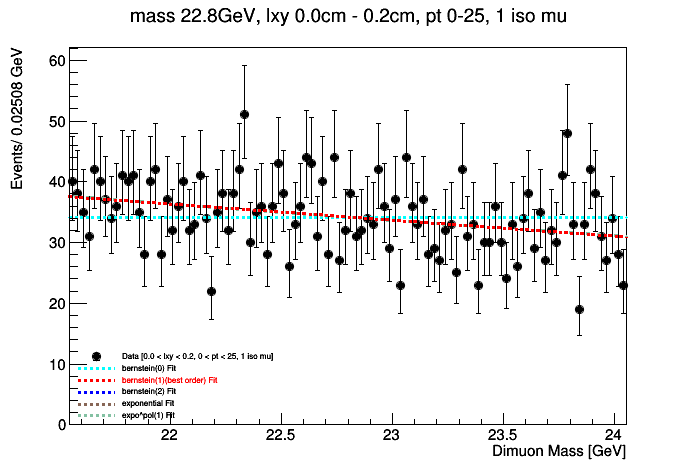 mass 22.8GeV, lxy 0.0cm - 0.2cm, pt 0-25, 1 iso mu
Events/ 0.02508 GeV
60
50
40
30
20
10
0
Data [0.0 < lxy < 0.2, 0 < pt < 25, 1 iso mu]
bernstein(0) Fit
bernstein(1)(best order) Fit
bernstein(2) Fit
exponential Fit
expo*pol(1) Fit
22
22.5
23
23.5
24
Dimuon Mass [GeV]